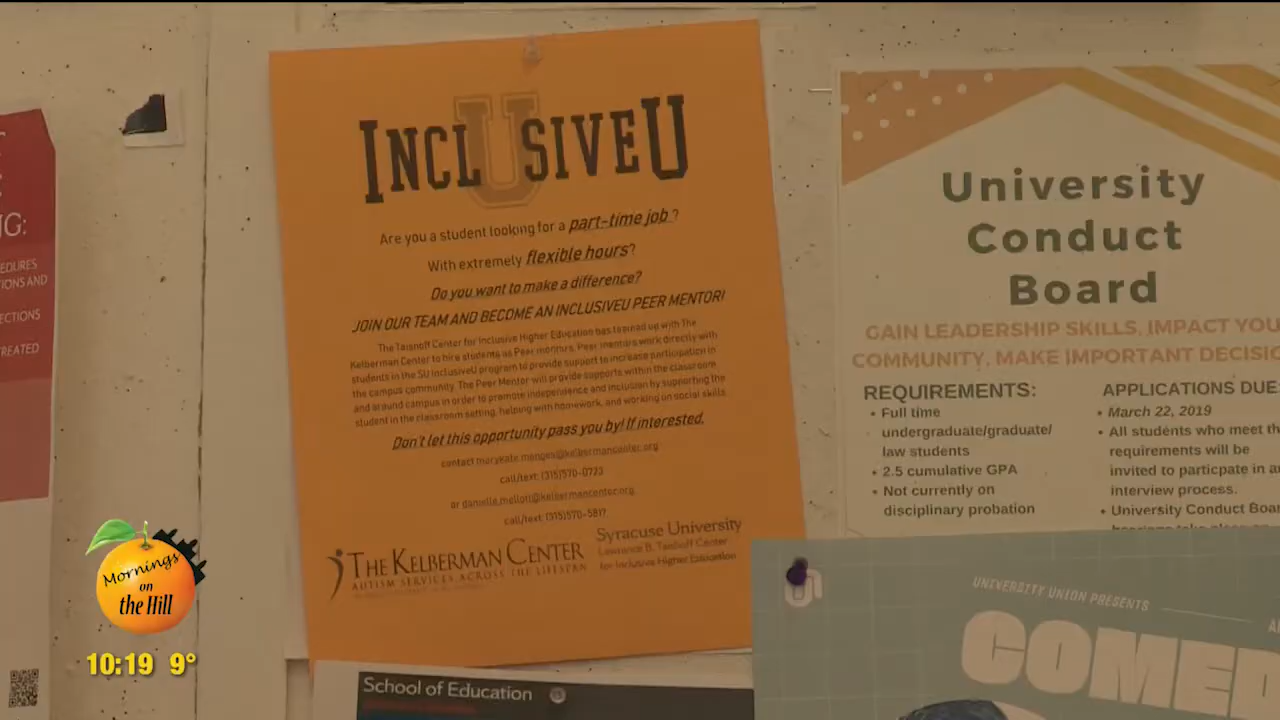 G:
EDURES
IONS AND
ECTIONS
REATED
INCLUSIVEU
Are you a student looking for a part-time job?
With extremely flexible hours?
Do you want to make a difference?
JOIN OUR TEAM AND BECOME AN INCLUSIVEU PEER MENTOR!
The Taishoff Center for Inclusive Higher Education has teamed up with The
Kelberman Center to hire students as Peer mentors. Peer mentors work directly with
students in the SU InclusiveU program to provide support to increase participation in
the campus community. The Peer Mentor will provide supports within the classroom
and around campus in order to promote independence and inclusion by supporting the
student in the classroom setting, helping with homework, and working on social skills.
Don't let this opportunity pass you by! If interested,
contact marykate.menges@kelbermancenter.org
call/text: (315)570-0723
or danielle.mellott@kelbermancenter.org
call/text: (315)570-5817
THE KELBERMAN CENTER
AUTISM SERVICES ACROSS THE LIFESPAN
Syracuse University
Lawrence B. Taishoff Center
for Inclusive Higher Education
University
Conduct
Board
GAIN LEADERSHIP SKILLS, IMPACT YOU
COMMUNITY, MAKE IMPORTANT DECISIO
REQUIREMENTS:
• Full time
undergraduate/graduate/
law students
• 2.5 cumulative GPA
• Not currently on
disciplinary probation
APPLICATIONS DUE
• March 22, 2019
• All students who meet th
requirements will be
invited to particpate in a
interview process.
• University Conduct Boar
UNIVERSITY UNION PRESENTS
COMED
School of Education
Mornings
on
the Hill
10:19 9°